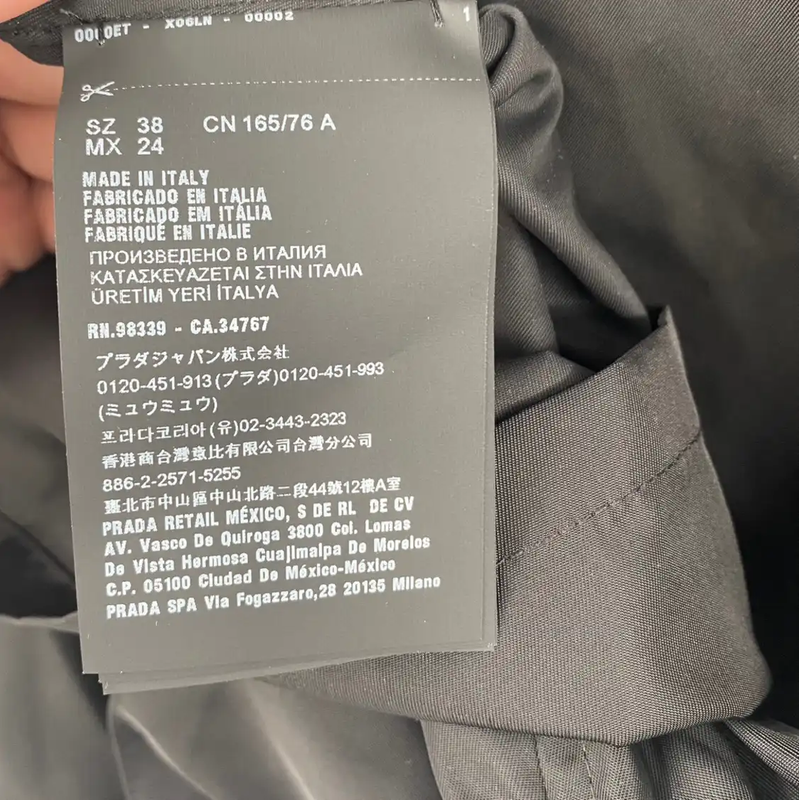 X06LN - 00002 1
SZ 38 CN 165/76 A
MX 24
MADE IN ITALY
FABRICADO EN ITALIA
FABRICADO EM ITÁLIA
FABRIQUÉ EN ITALIE
ПРОИЗВЕДЕНО В ИТАЛИЯ
ΚΑΤΑΣΚΕΥΑΖΕΤΑΙ ΣΤΗΝ ΙΤΑΛΙΑ
ÜRETİM YERİ İTALYA
RN.98339 - CA.34767
プラダジャパン株式会社
0120-451-913(プラダ)0120-451-993
(ミュウミュウ)
프라다코리아(유)02-3443-2323
香港商台灣意比有限公司台灣分公司
886-2-2571-5255
臺北市中山區中山北路二段44號12樓A室
PRADA RETAIL MÉXICO, S DE RL DE CV
AV. Vasco De Quiroga 3800 Col. Lomas
De Vista Hermosa Cuajimalpa De Morelos
C.P. 05100 Ciudad De México-México
PRADA SPA Via Fogazzaro,28 20135 Milano